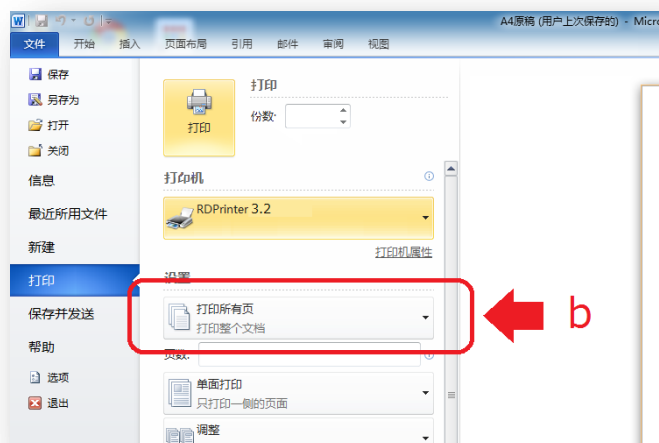 A4原稿 (用户上次保存的) - Micro
文件 开始 插入 页面布局 引用 邮件 审阅 视图
保存
另存为
打开
关闭
信息
最近所用文件
新建
打印
保存并发送
帮助
选项
退出
打印
打印
份数:
打印机
RDPrinter 3.2
打印机属性
设置
打印所有页
打印整个文档
页数:
单面打印
只打印一侧的页面
调整
b